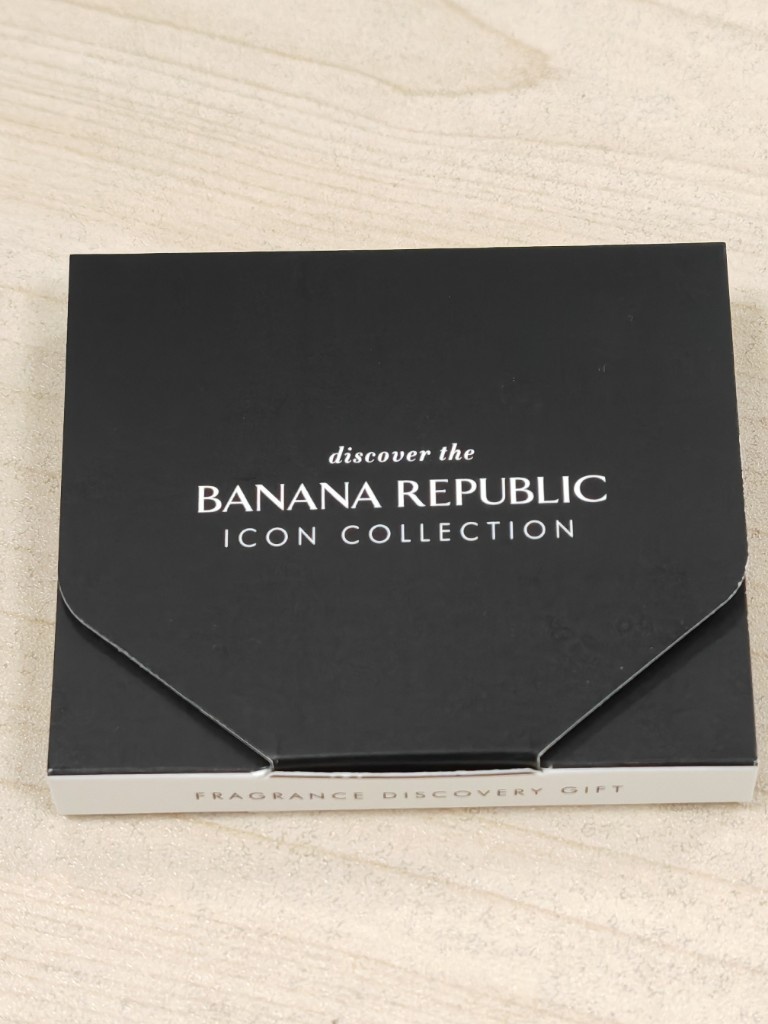 discover the
BANANA REPUBLIC
ICON COLLECTION
FRAGRANCE DISCOVERY GIFT